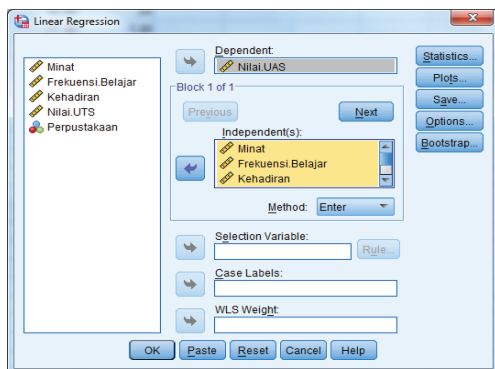 Linear Regression
Minat
Frekuensi.Belajar
Kehadiran
Nilai.UTS
Perpustakaan
Dependent:
Nilai.UAS
Block 1 of 1
Previous
Next
Independent(s):
Minat
Frekuensi.Belajar
Kehadiran
Method: Enter
Selection Variable:
Rule...
Case Labels:
WLS Weight:
Statistics...
Plots...
Save...
Options...
Bootstrap...
OK
Paste
Reset
Cancel
Help